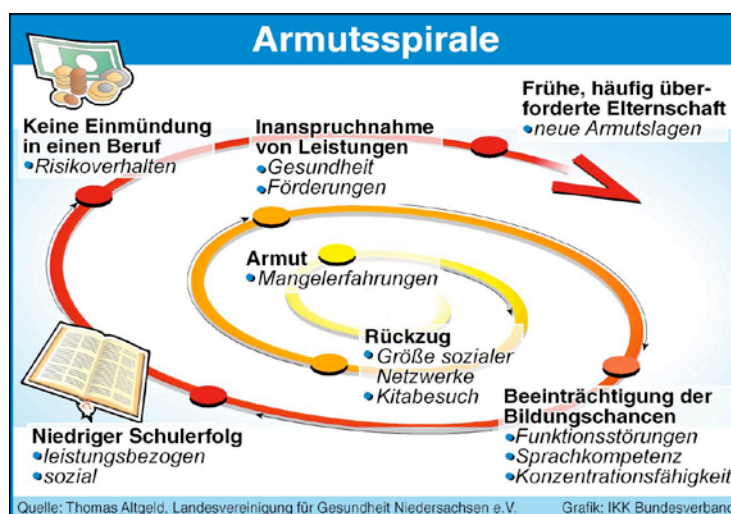 Armutsspirale
Frühe, häufig über-
forderte Elternschaft
neue Armutslagen
Keine Einmündung
in einen Beruf
Risikoverhalten
Inanspruchnahme
von Leistungen
Gesundheit
Förderungen
Armut
Mangelerfahrungen
Rückzug
Größe sozialer
Netzwerke
Kitabesuch
Beeinträchtigung der
Bildungschancen
Funktionsstörungen
Sprachkompetenz
Konzentrationsfähigkeit
Niedriger Schulerfolg
leistungsbezogen
sozial
Quelle: Thomas Altgeld, Landesvereinigung für Gesundheit Niedersachsen e.V.
Grafik: IKK Bundesverband